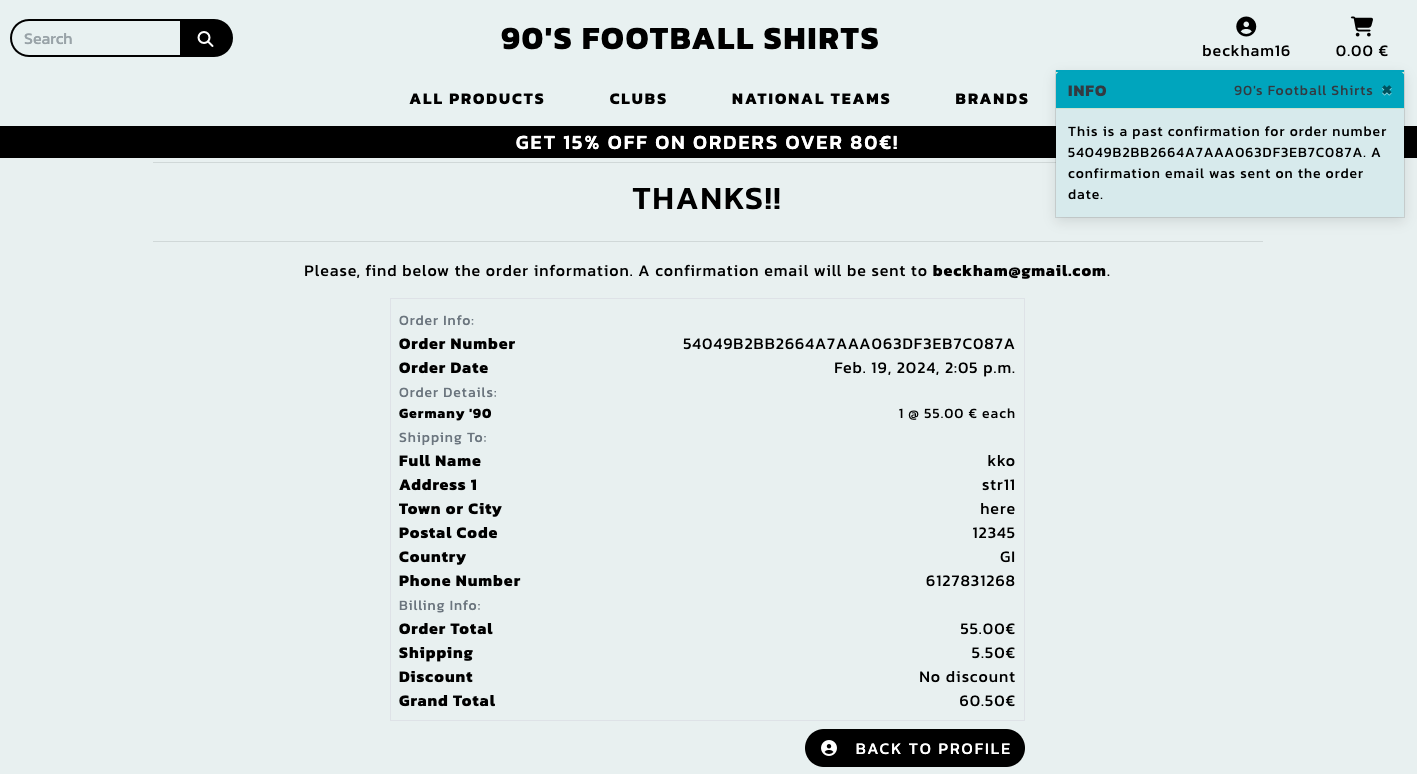 Search
90'S FOOTBALL SHIRTS
beckham16
0.00 €
ALL PRODUCTS CLUBS NATIONAL TEAMS BRANDS
INFO 90's Football Shirts ✖
This is a past confirmation for order number
54049B2BB2664A7AAA063DF3EB7C087A. A
confirmation email was sent on the order
date.
GET 15% OFF ON ORDERS OVER 80€!
THANKS!!
Please, find below the order information. A confirmation email will be sent to beckham@gmail.com.
Order Info:
Order Number 54049B2BB2664A7AAA063DF3EB7C087A
Order Date Feb. 19, 2024, 2:05 p.m.
Order Details:
Germany '90 1 @ 55.00 € each
Shipping To:
Full Name kko
Address 1 str11
Town or City here
Postal Code 12345
Country GI
Phone Number 6127831268
Billing Info:
Order Total 55.00€
Shipping 5.50€
Discount No discount
Grand Total 60.50€
BACK TO PROFILE